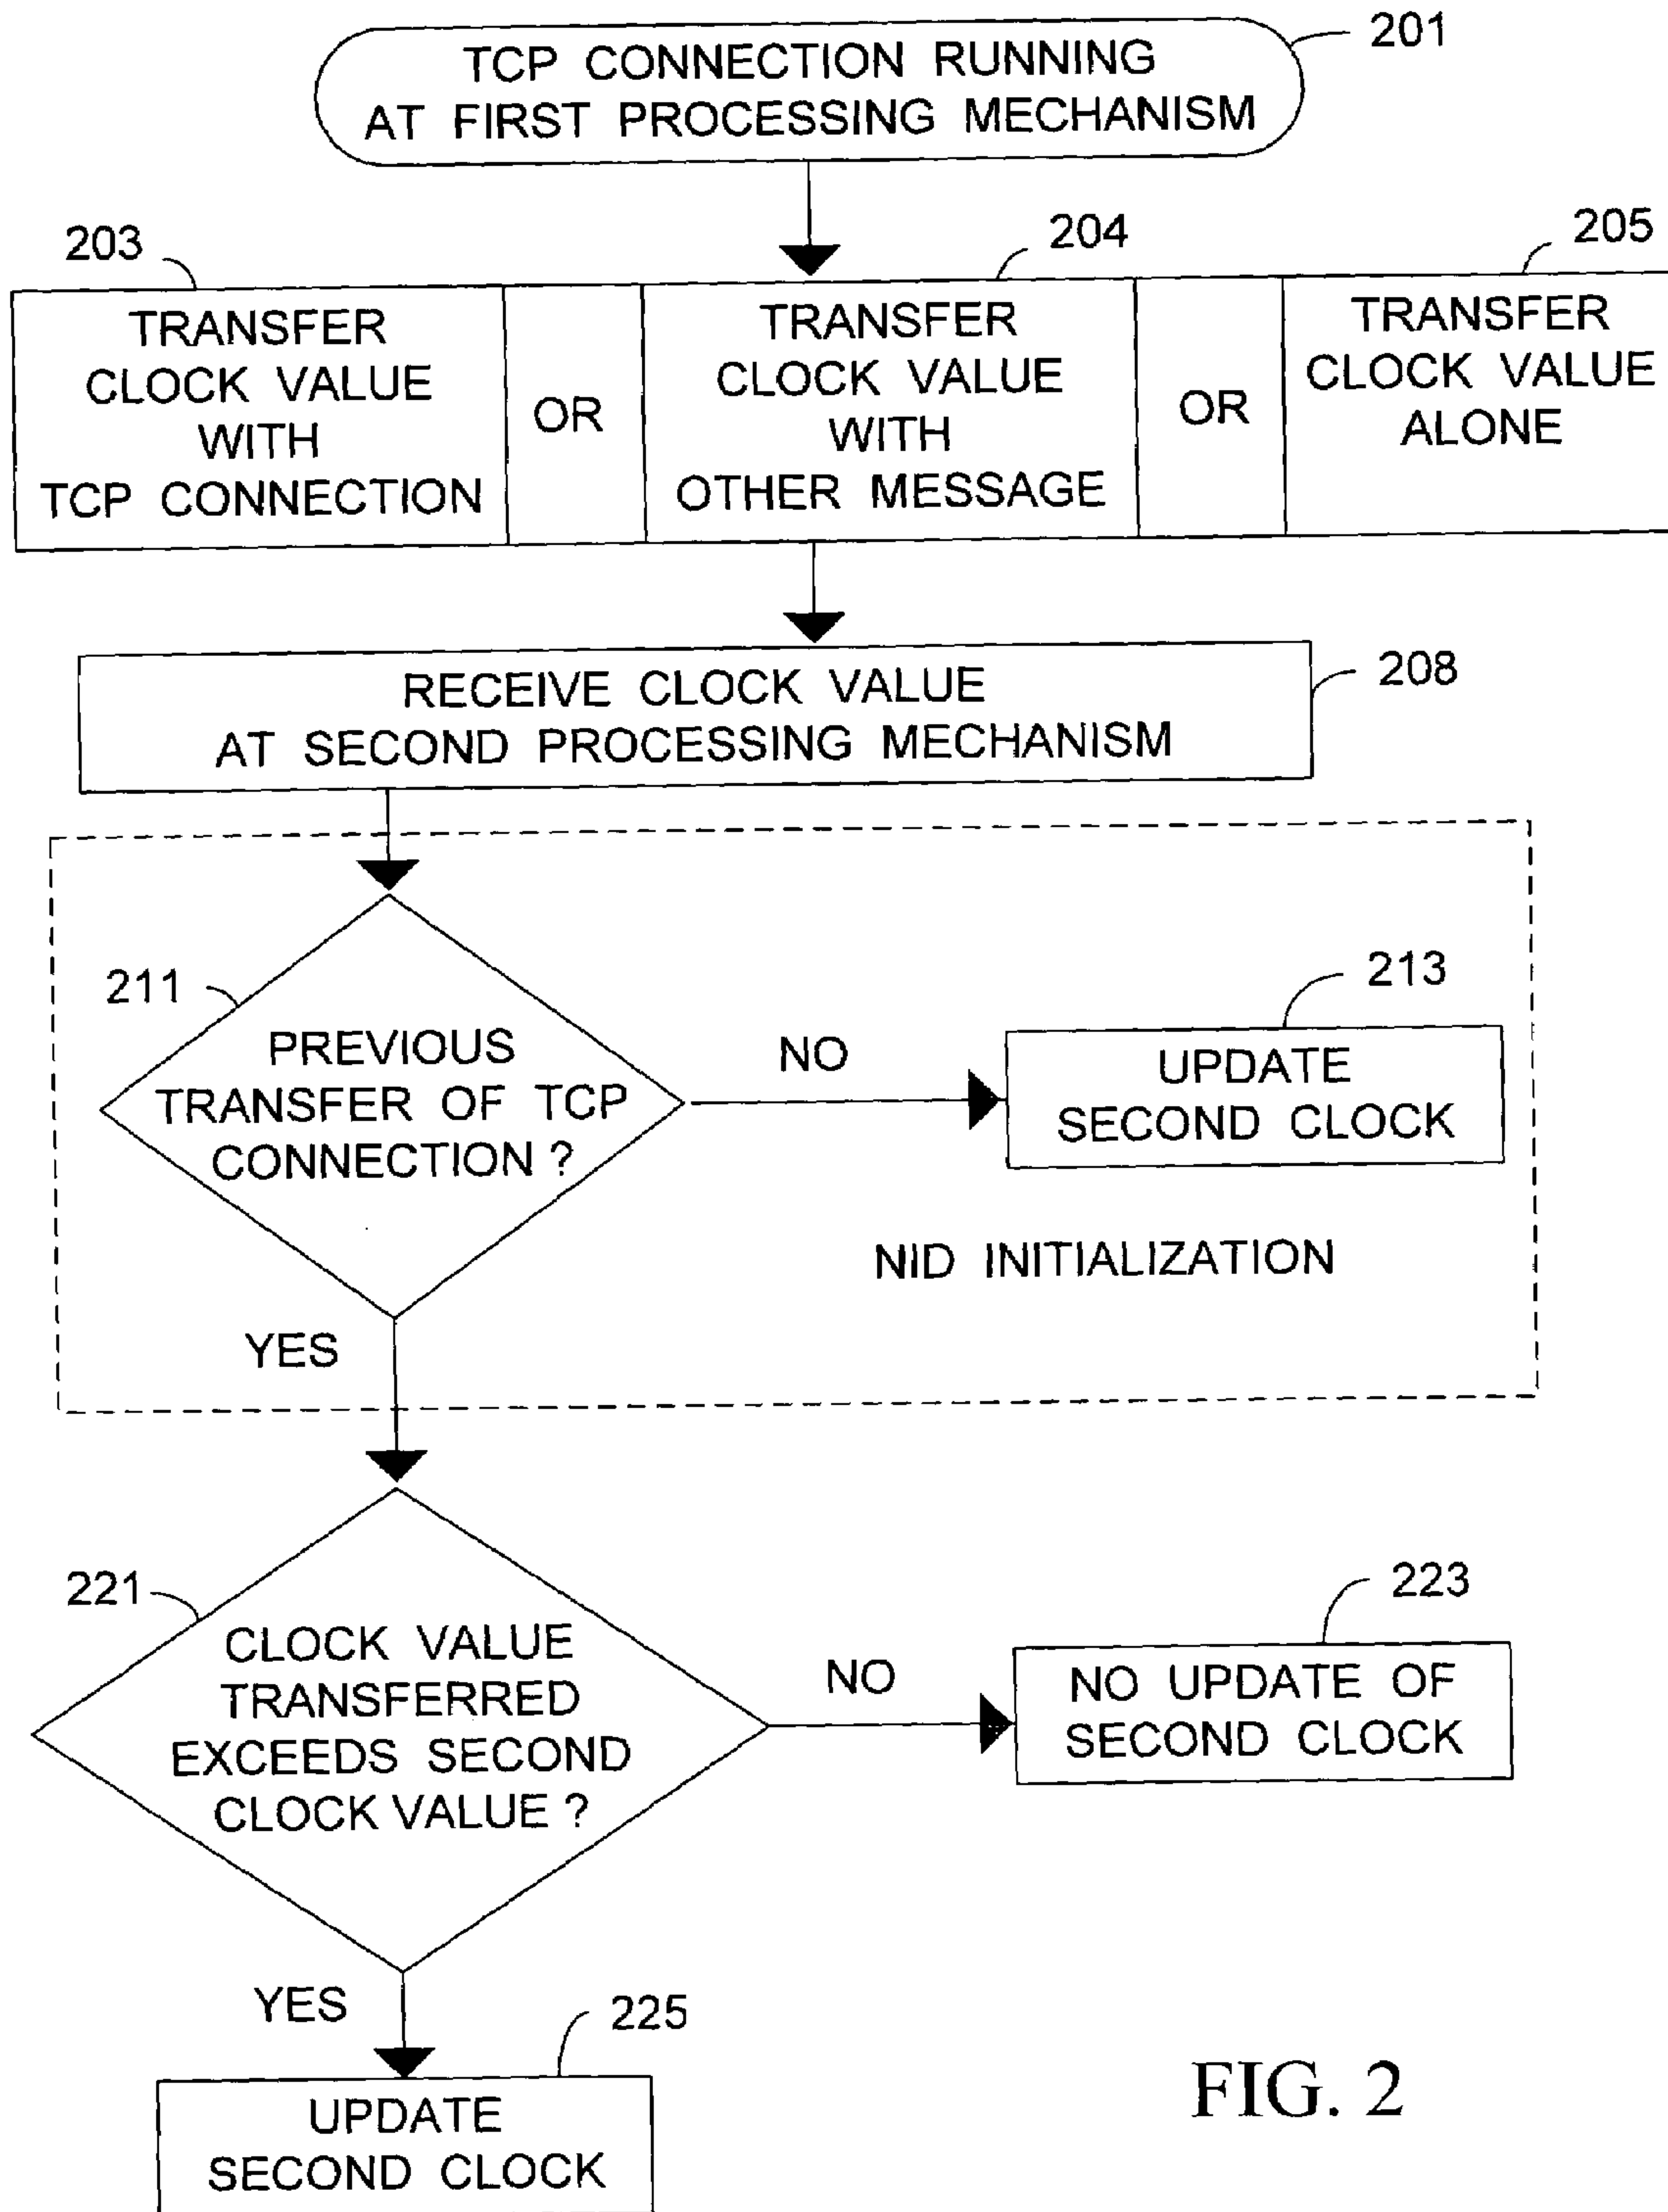 201
TCP CONNECTION RUNNING
AT FIRST PROCESSING MECHANISM
203
204
205
TRANSFER
CLOCK VALUE
WITH
TCP CONNECTION
OR
TRANSFER
CLOCK VALUE
WITH
OTHER MESSAGE
OR
TRANSFER
CLOCK VALUE
ALONE
208
RECEIVE CLOCK VALUE
AT SECOND PROCESSING MECHANISM
211
PREVIOUS
TRANSFER OF TCP
CONNECTION ?
NO
213
UPDATE
SECOND CLOCK
NID INITIALIZATION
YES
221
CLOCK VALUE
TRANSFERRED
EXCEEDS SECOND
CLOCK VALUE ?
NO
223
NO UPDATE OF
SECOND CLOCK
YES
225
UPDATE
SECOND CLOCK
FIG. 2